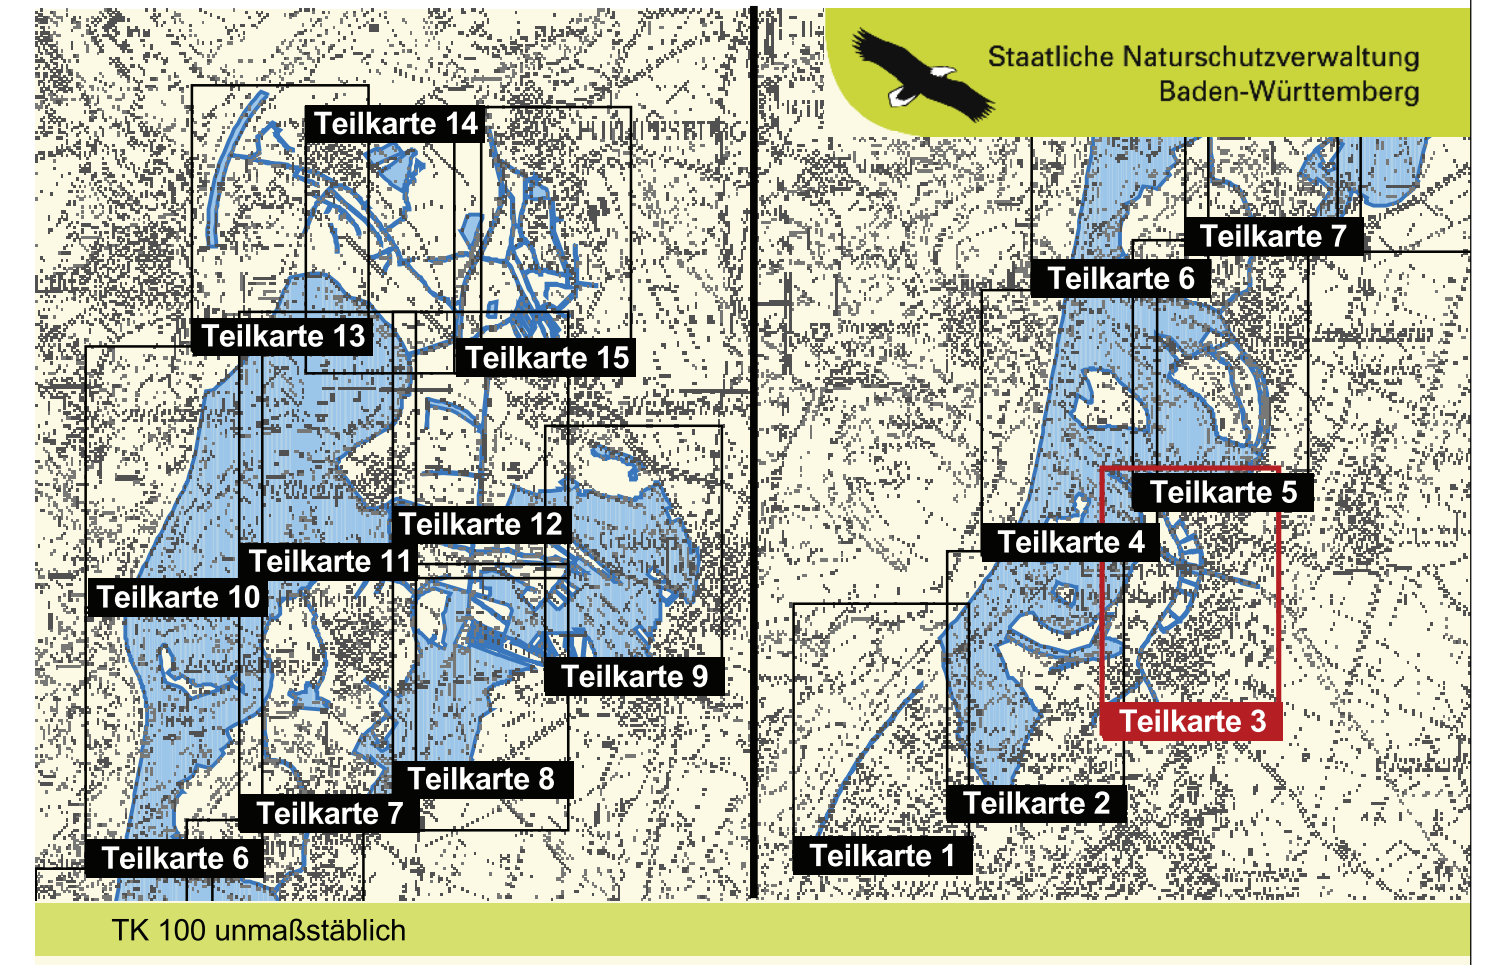 Staatliche Naturschutzverwaltung
Baden-Württemberg
Teilkarte 14
Teilkarte 13
Teilkarte 15
Teilkarte 12
Teilkarte 11
Teilkarte 10
Teilkarte 9
Teilkarte 8
Teilkarte 7
Teilkarte 6
Teilkarte 7
Teilkarte 6
Teilkarte 5
Teilkarte 4
Teilkarte 3
Teilkarte 2
Teilkarte 1
TK 100 unmaßstäblich